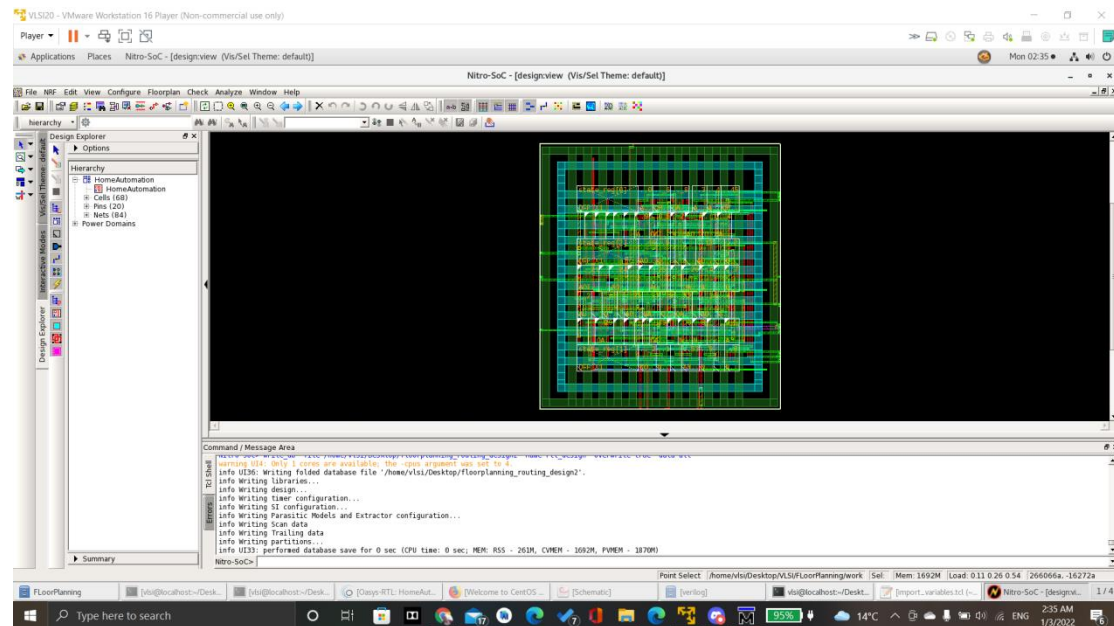 VLSI20 - VMware Workstation 16 Player (Non-commercial use only)
Player
Applications Places Nitro-SoC - [design:view (Vis/Sel Theme: default)] Mon 02:35
Nitro-SoC - [design:view (Vis/Sel Theme: default)]
File NRF Edit View Configure Floorplan Check Analyze Window Help
hierarchy
Design Explorer
Options
Hierarchy
HomeAutomation
HomeAutomation
Cells (68)
Pins (20)
Nets (84)
Power Domains
Summary
Vis/Sel Theme: default
Interactive Modes
Design Explorer
Command / Message Area
Tcl Shell
Errors
warning UI4: Only 1 cores are available; the -cpus argument was set to 4.
info UI36: Writing folded database file '/home/vlsi/Desktop/floorplanning_routing_design2'.
info Writing libraries...
info Writing design...
info Writing timer configuration...
info Writing SI configuration...
info Writing Parasitic Models and Extractor configuration...
info Writing Scan data
info Writing Trailing data
info Writing partitions...
info UI33: performed database save for 0 sec (CPU time: 0 sec; MEM: RSS - 261M, CVMEM - 1692M, PVMEM - 1870M)
Nitro-SoC>
Point Select /home/vlsi/Desktop/VLSI/FLoorPlanning/work Sel: Mem: 1692M Load: 0.11 0.26 0.54 266066a, -16272a
FLoorPlanning [vlsi@localhost:~/Desk... [vlsi@localhost:~/Desk... [Oasys-RTL: HomeAut... [Welcome to CentOS ... [Schematic] [verilog] vlsi@localhost:~/Deskt... [import_variables.tcl (~... Nitro-SoC - [design:vi... 1/4
Type here to search 95% 14°C ENG 2:35 AM
1/3/2022